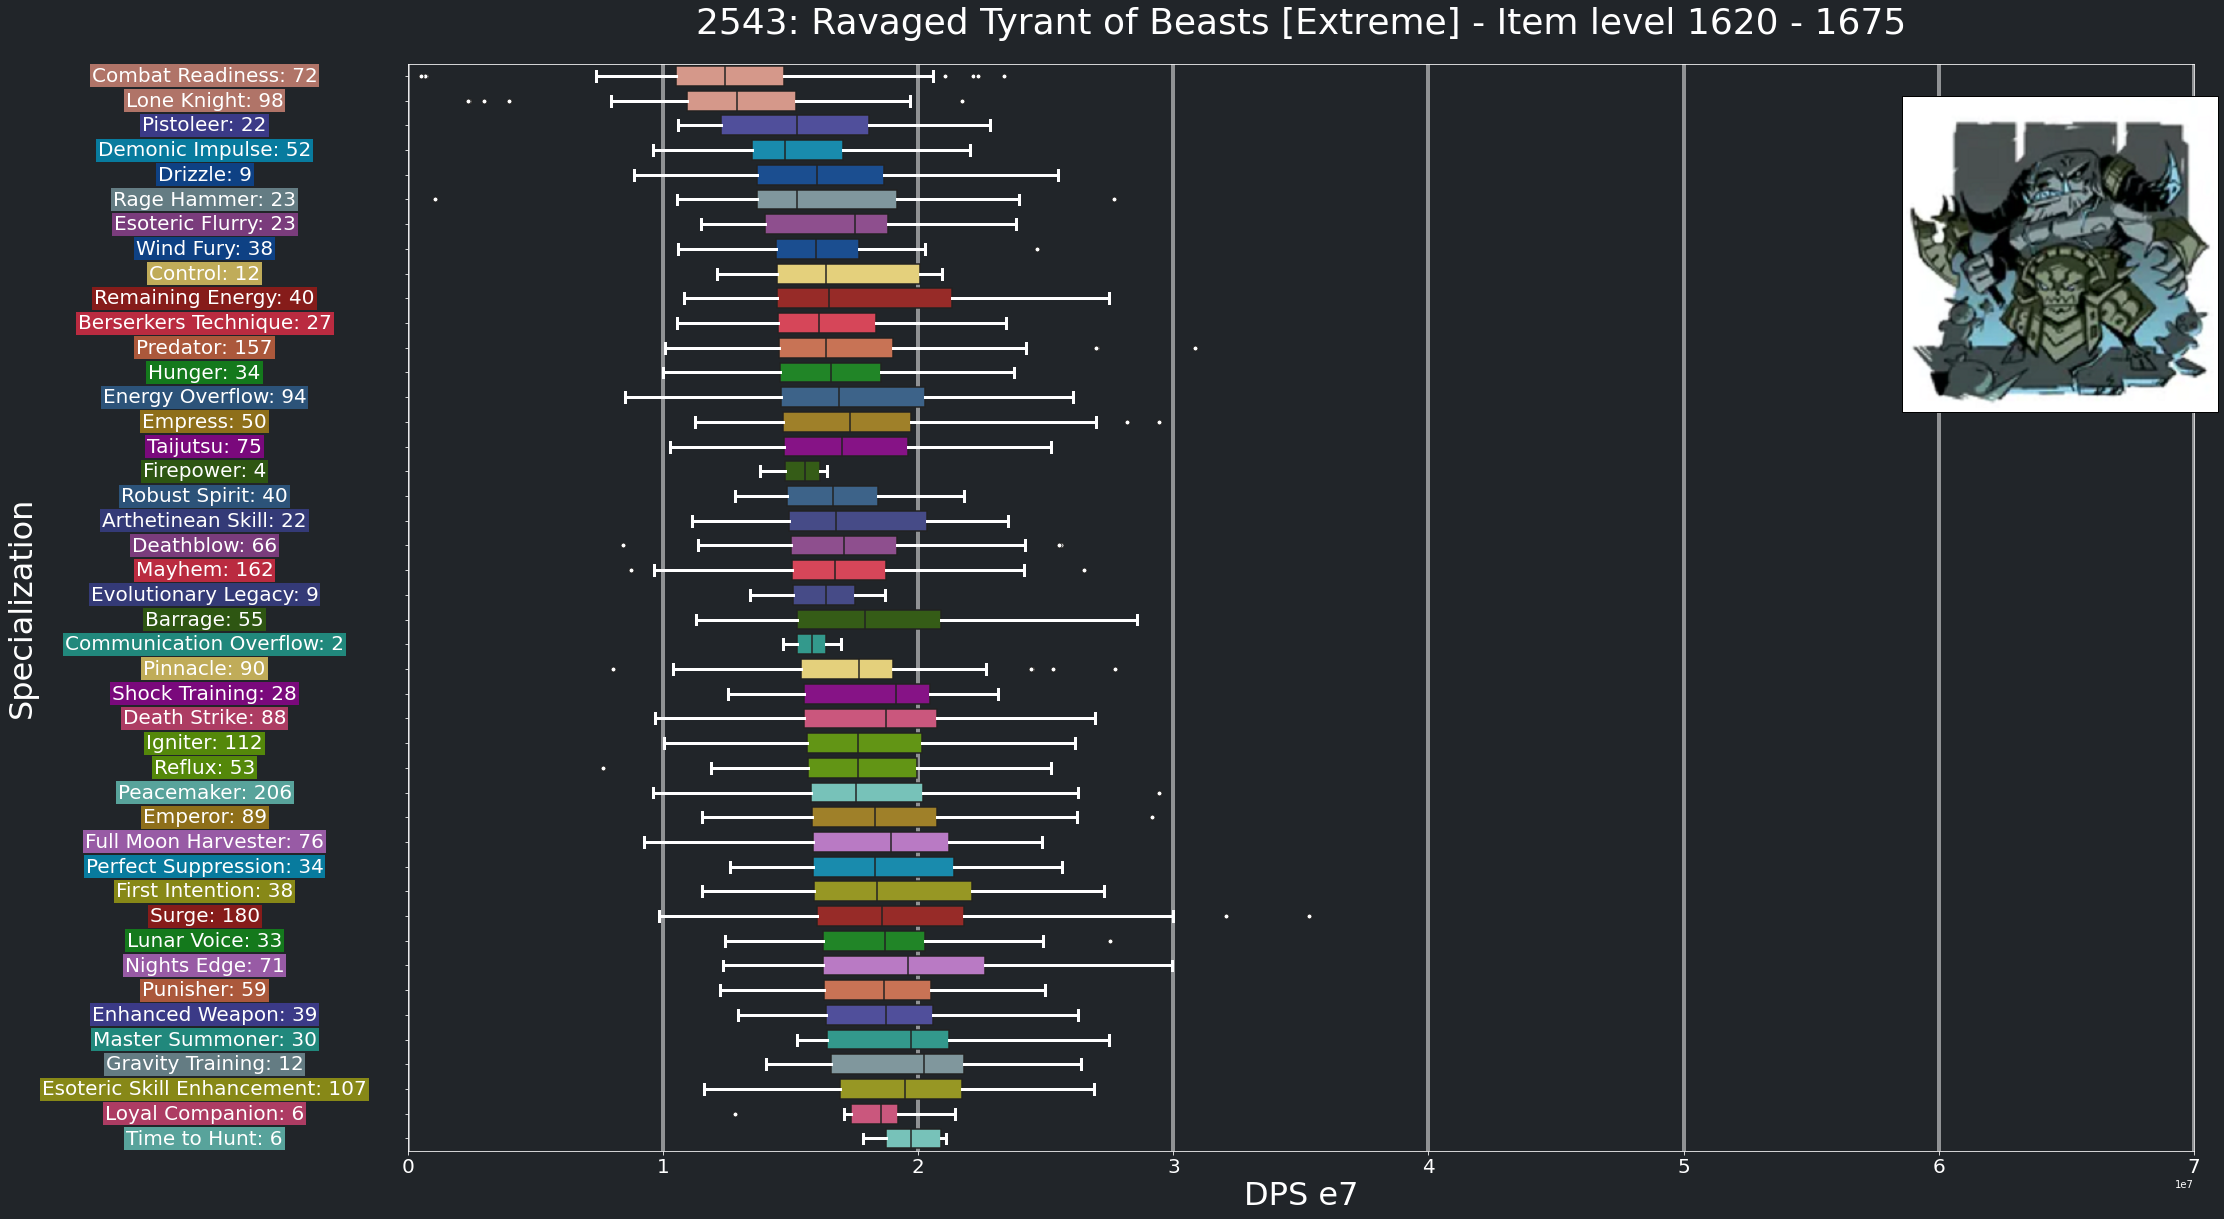 2543: Ravaged Tyrant of Beasts [Extreme] - Item level 1620 - 1675
Specialization
Combat Readiness: 72
Lone Knight: 98
Pistoleer: 22
Demonic Impulse: 52
Drizzle: 9
Rage Hammer: 23
Esoteric Flurry: 23
Wind Fury: 38
Control: 12
Remaining Energy: 40
Berserkers Technique: 27
Predator: 157
Hunger: 34
Energy Overflow: 94
Empress: 50
Taijutsu: 75
Firepower: 4
Robust Spirit: 40
Arthetinean Skill: 22
Deathblow: 66
Mayhem: 162
Evolutionary Legacy: 9
Barrage: 55
Communication Overflow: 2
Pinnacle: 90
Shock Training: 28
Death Strike: 88
Igniter: 112
Reflux: 53
Peacemaker: 206
Emperor: 89
Full Moon Harvester: 76
Perfect Suppression: 34
First Intention: 38
Surge: 180
Lunar Voice: 33
Nights Edge: 71
Punisher: 59
Enhanced Weapon: 39
Master Summoner: 30
Gravity Training: 12
Esoteric Skill Enhancement: 107
Loyal Companion: 6
Time to Hunt: 6
0 1 2 3 4 5 6 7
1e7
DPS e7